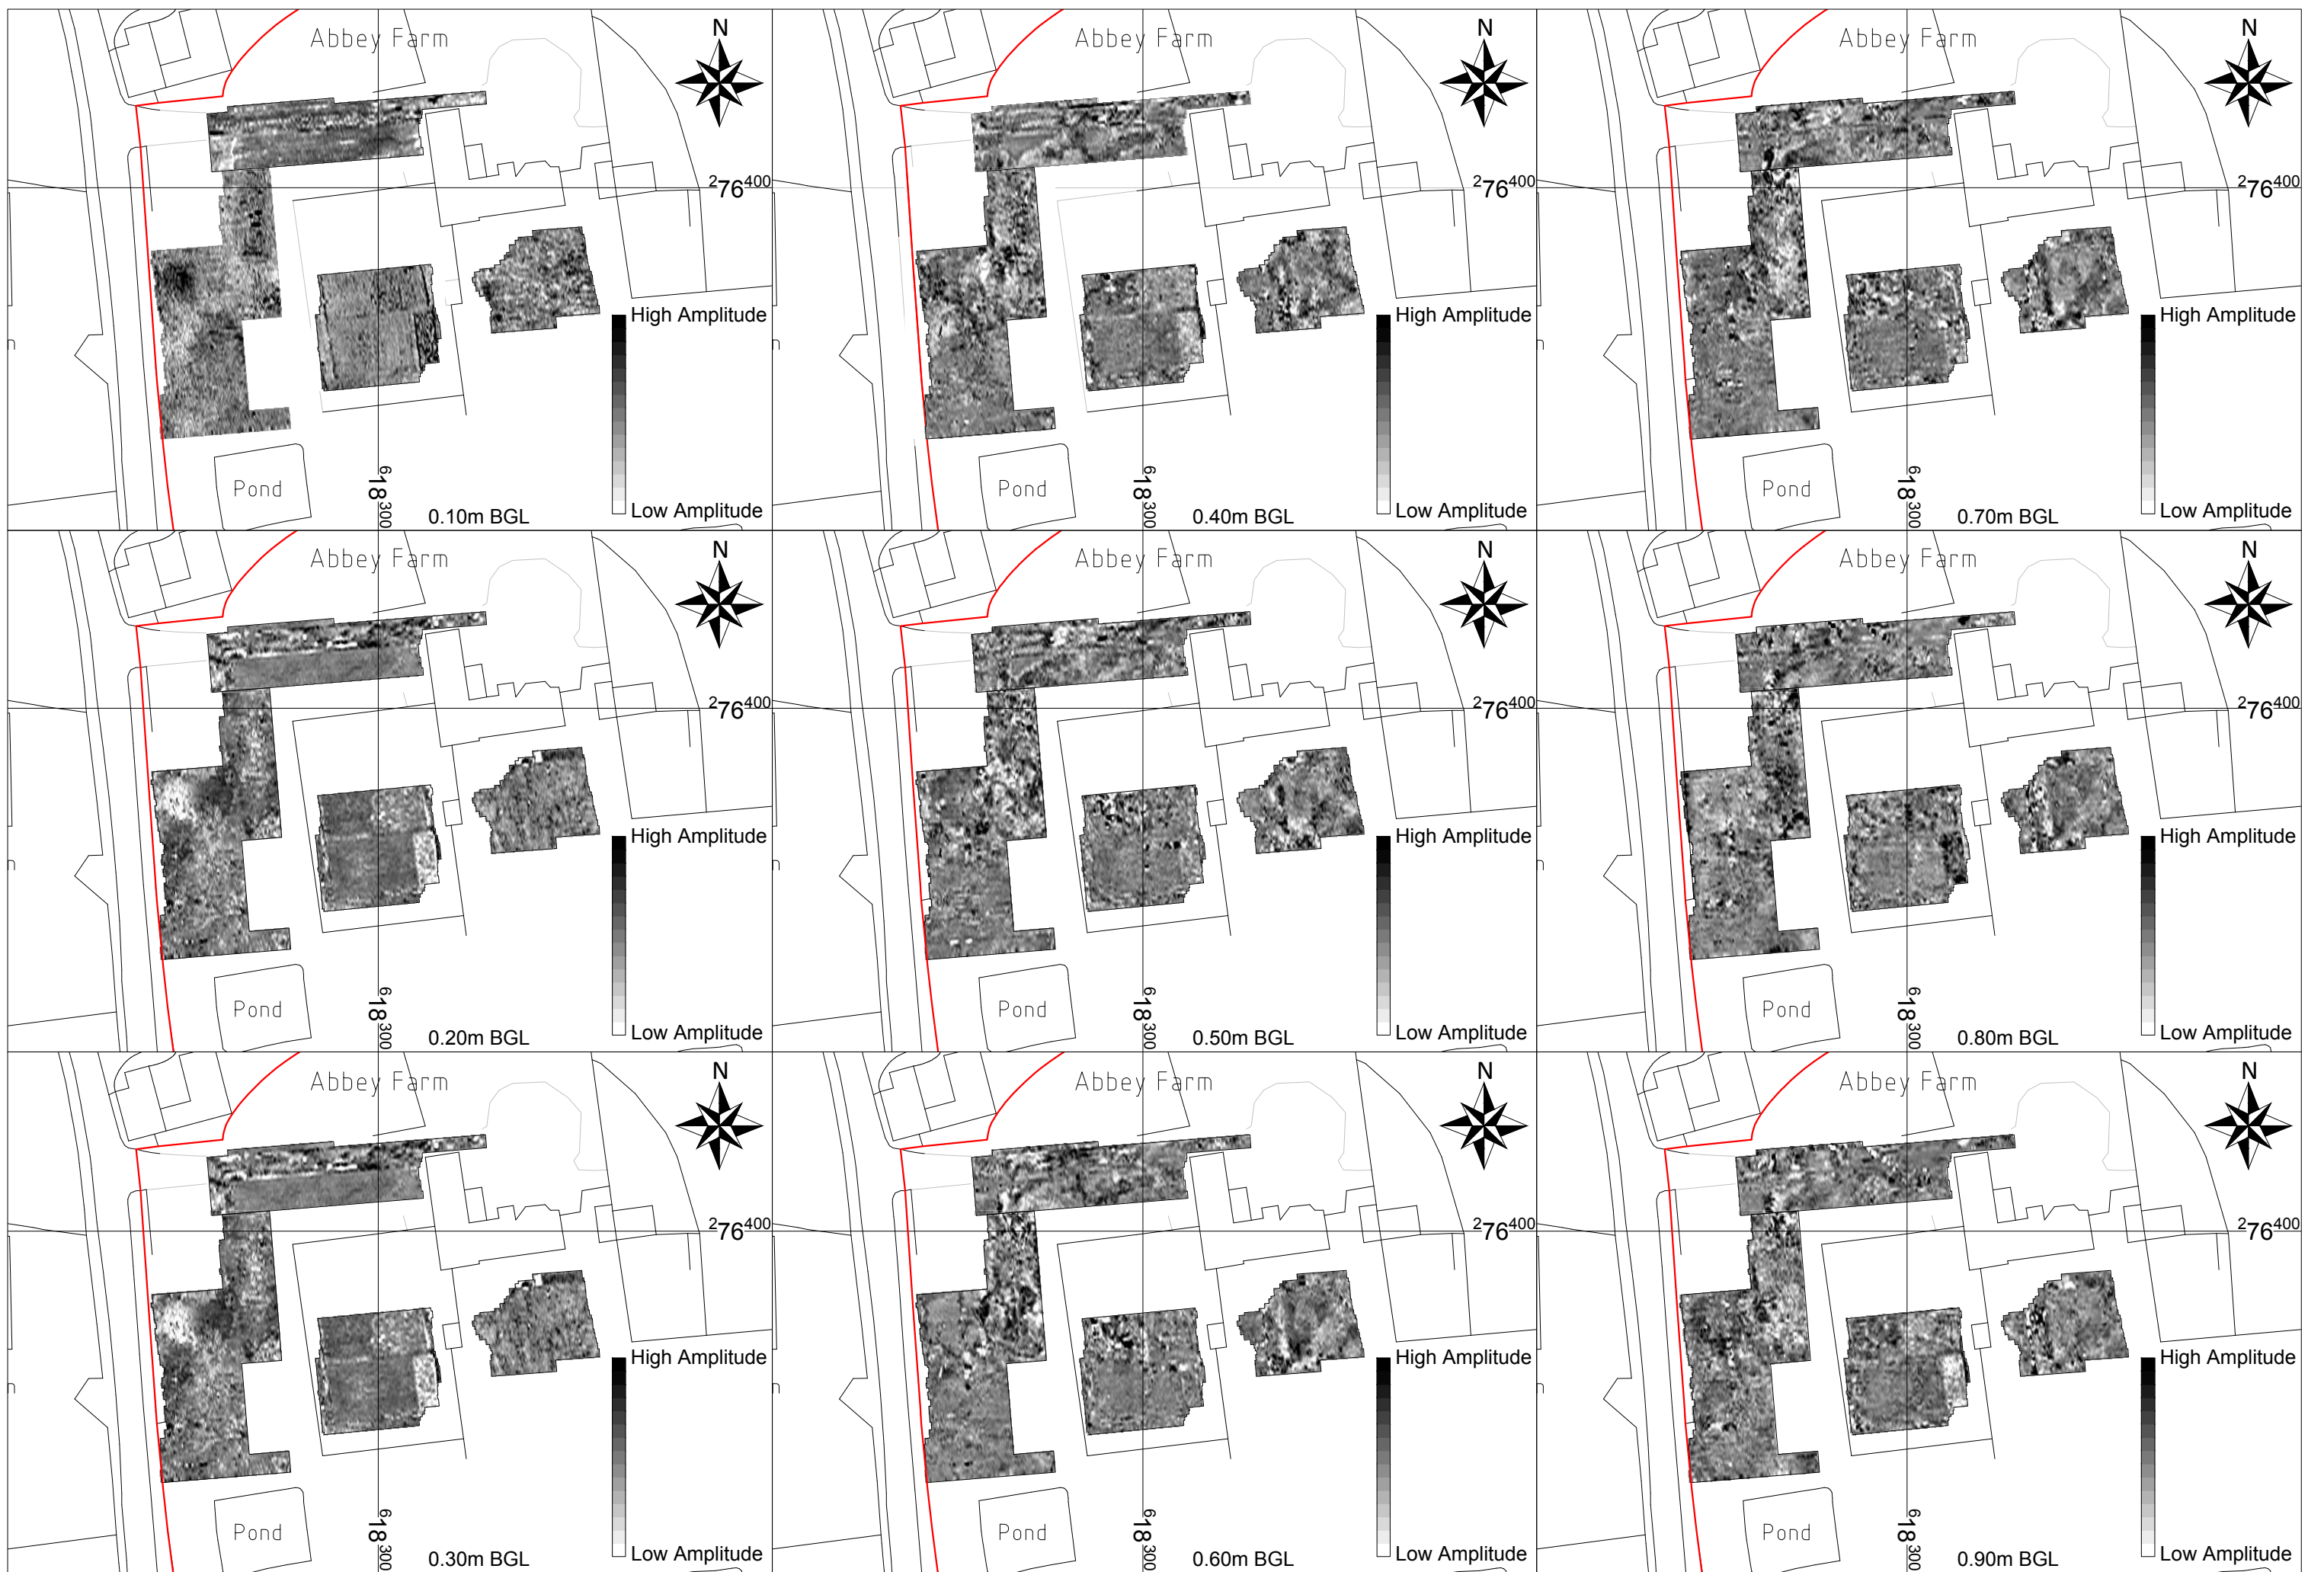 Abbey Farm
N
276400
High Amplitude
Pond
618300
0.10m BGL
Low Amplitude
Abbey Farm
N
276400
High Amplitude
Pond
618300
0.40m BGL
Low Amplitude
Abbey Farm
N
276400
High Amplitude
Pond
618300
0.70m BGL
Low Amplitude
Abbey Farm
N
276400
High Amplitude
Pond
618300
0.20m BGL
Low Amplitude
Abbey Farm
N
276400
High Amplitude
Pond
618300
0.50m BGL
Low Amplitude
Abbey Farm
N
276400
High Amplitude
Pond
618300
0.80m BGL
Low Amplitude
Abbey Farm
N
276400
High Amplitude
Pond
618300
0.30m BGL
Low Amplitude
Abbey Farm
N
276400
High Amplitude
Pond
618300
0.60m BGL
Low Amplitude
Abbey Farm
N
276400
High Amplitude
Pond
618300
0.90m BGL
Low Amplitude